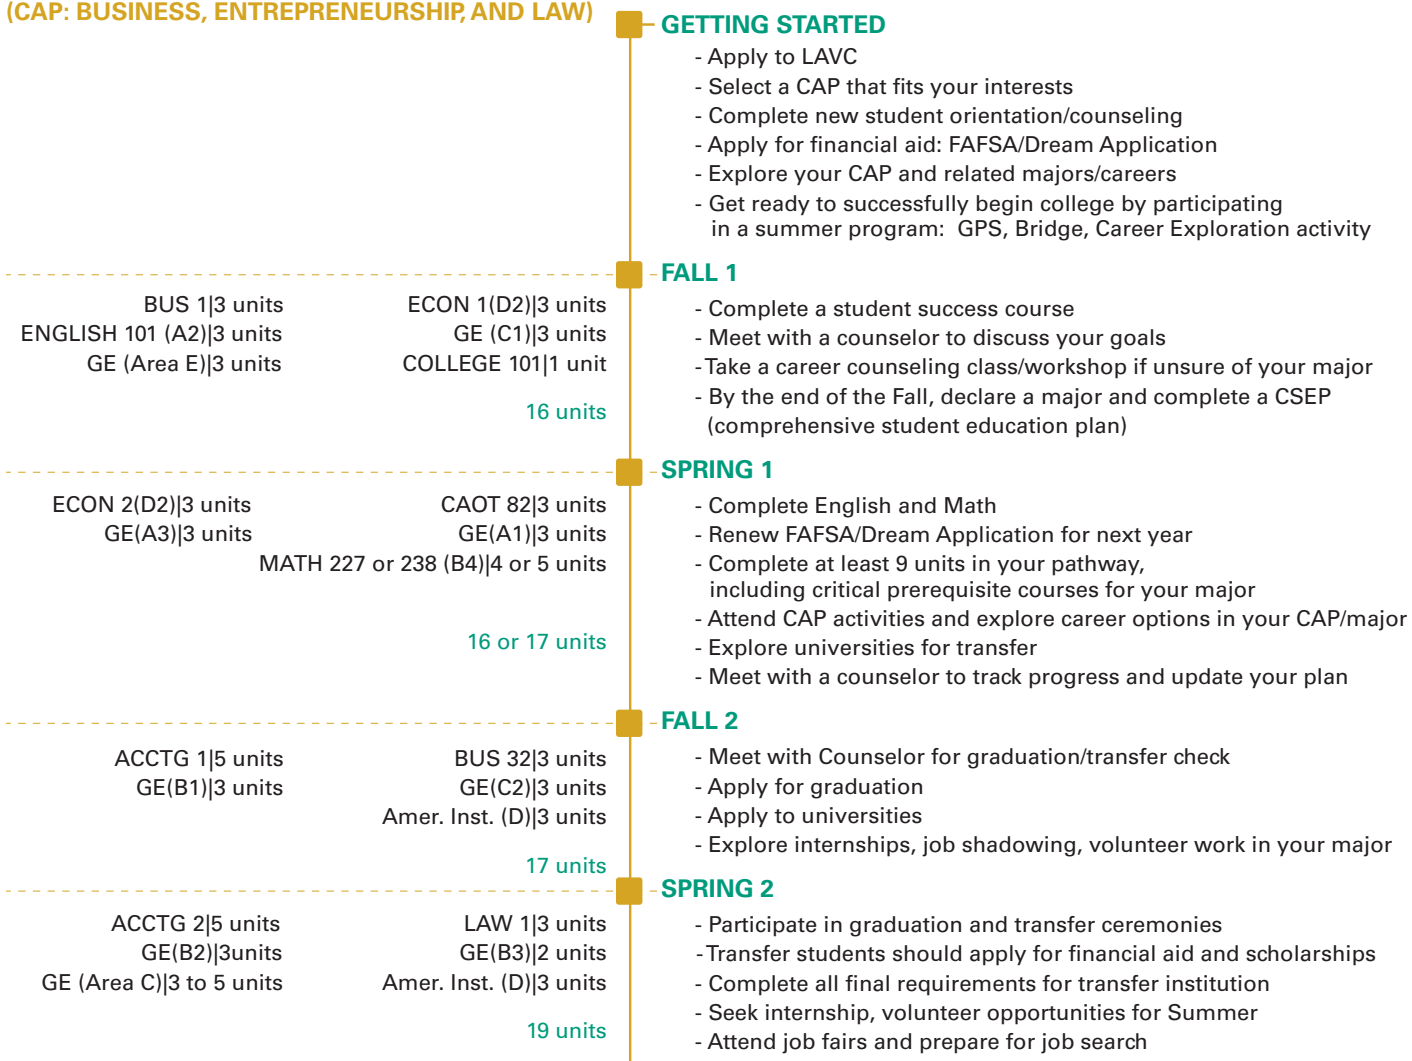 (CAP: BUSINESS, ENTREPRENEURSHIP, AND LAW)
GETTING STARTED
- Apply to LAVC
- Select a CAP that fits your interests
- Complete new student orientation/counseling
- Apply for financial aid: FAFSA/Dream Application
- Explore your CAP and related majors/careers
- Get ready to successfully begin college by participating
in a summer program:  GPS, Bridge, Career Exploration activity
FALL 1
BUS 1|3 units
ENGLISH 101 (A2)|3 units
GE (Area E)|3 units
ECON 1(D2)|3 units
GE (C1)|3 units
COLLEGE 101|1 unit
16 units
- Complete a student success course
- Meet with a counselor to discuss your goals
- Take a career counseling class/workshop if unsure of your major
- By the end of the Fall, declare a major and complete a CSEP
(comprehensive student education plan)
SPRING 1
ECON 2(D2)|3 units
GE(A3)|3 units
CAOT 82|3 units
GE(A1)|3 units
MATH 227 or 238 (B4)|4 or 5 units
16 or 17 units
- Complete English and Math
- Renew FAFSA/Dream Application for next year
- Complete at least 9 units in your pathway,
including critical prerequisite courses for your major
- Attend CAP activities and explore career options in your CAP/major
- Explore universities for transfer
- Meet with a counselor to track progress and update your plan
FALL 2
ACCTG 1|5 units
GE(B1)|3 units
BUS 32|3 units
GE(C2)|3 units
Amer. Inst. (D)|3 units
17 units
- Meet with Counselor for graduation/transfer check
- Apply for graduation
- Apply to universities
- Explore internships, job shadowing, volunteer work in your major
SPRING 2
ACCTG 2|5 units
GE(B2)|3units
GE (Area C)|3 to 5 units
LAW 1|3 units
GE(B3)|2 units
Amer. Inst. (D)|3 units
19 units
- Participate in graduation and transfer ceremonies
- Transfer students should apply for financial aid and scholarships
- Complete all final requirements for transfer institution
- Seek internship, volunteer opportunities for Summer
- Attend job fairs and prepare for job search